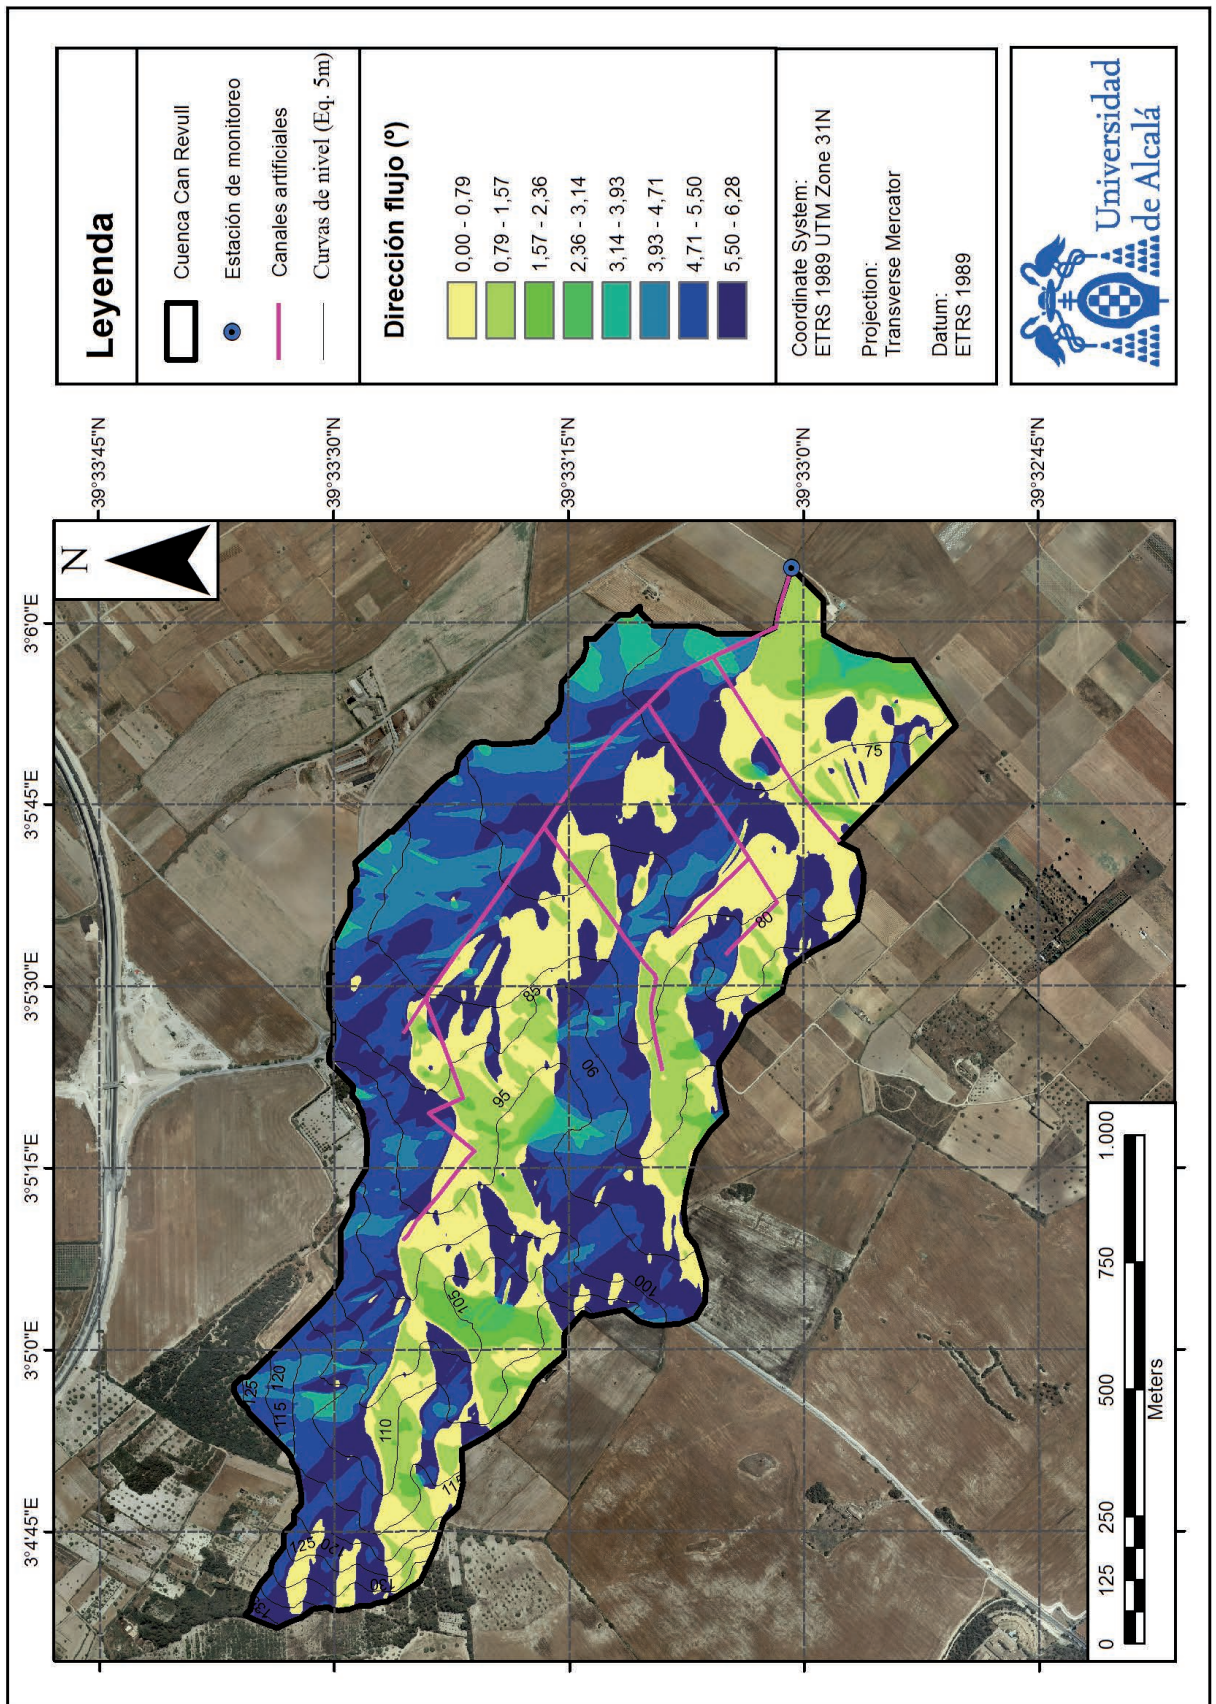 Leyenda
Cuenca Can Revull
Estación de monitoreo
Canales artificiales
Curvas de nivel (Eq. 5m)
Dirección flujo (º)
0,00 - 0,79
0,79 - 1,57
1,57 - 2,36
2,36 - 3,14
3,14 - 3,93
3,93 - 4,71
4,71 - 5,50
5,50 - 6,28
Coordinate System:
ETRS 1989 UTM Zone 31N
Projection:
Transverse Mercator
Datum:
ETRS 1989
Universidad
de Alcalá
N
3°4'45"E
3°5'0"E
3°5'15"E
3°5'30"E
3°5'45"E
3°6'0"E
39°33'45"N
39°33'30"N
39°33'15"N
39°33'0"N
39°32'45"N
125
120
115
125
120
130
110
115
105
100
95
90
85
80
75
0
125
250
500
750
1.000
Meters